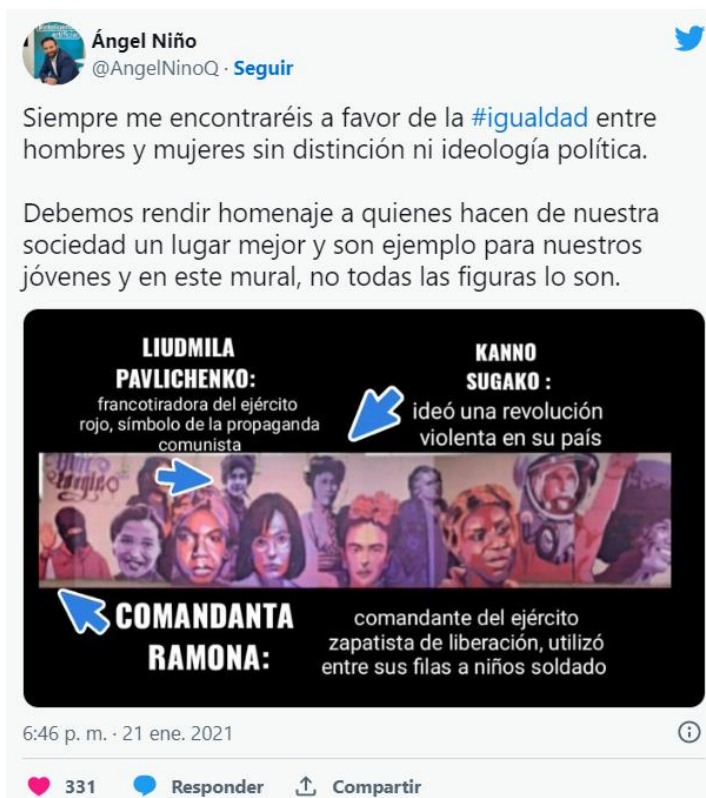 Ángel Niño
@AngelNinoQ · Seguir
Siempre me encontraréis a favor de la #igualdad entre
hombres y mujeres sin distinción ni ideología política.
Debemos rendir homenaje a quienes hacen de nuestra
sociedad un lugar mejor y son ejemplo para nuestros
jóvenes y en este mural, no todas las figuras lo son.
LIUDMILA
PAVLICHENKO:
francotiradora del ejército
rojo, símbolo de la propaganda
comunista
KANNO
SUGAKO :
ideó una revolución
violenta en su país
COMANDANTA
RAMONA:
comandante del ejército
zapatista de liberación, utilizó
entre sus filas a niños soldado
6:46 p. m. · 21 ene. 2021
331 Responder Compartir